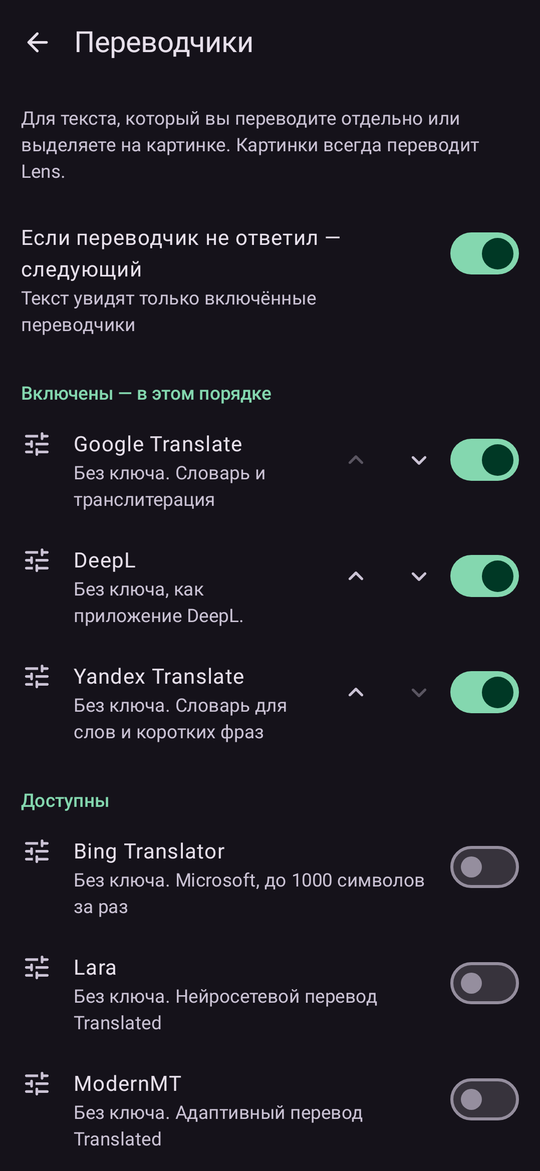 Переводчики
Для текста, который вы переводите отдельно или
выделяете на картинке. Картинки всегда переводит
Lens.
Если переводчик не ответил —
следующий
Текст увидят только включённые
переводчики
Включены — в этом порядке
Google Translate
Без ключа. Словарь и
транслитерация
DeepL
Без ключа, как
приложение DeepL.
Yandex Translate
Без ключа. Словарь для
слов и коротких фраз
Доступны
Bing Translator
Без ключа. Microsoft, до 1000 символов
за раз
Lara
Без ключа. Нейросетевой перевод
Translated
ModernMT
Без ключа. Адаптивный перевод
Translated